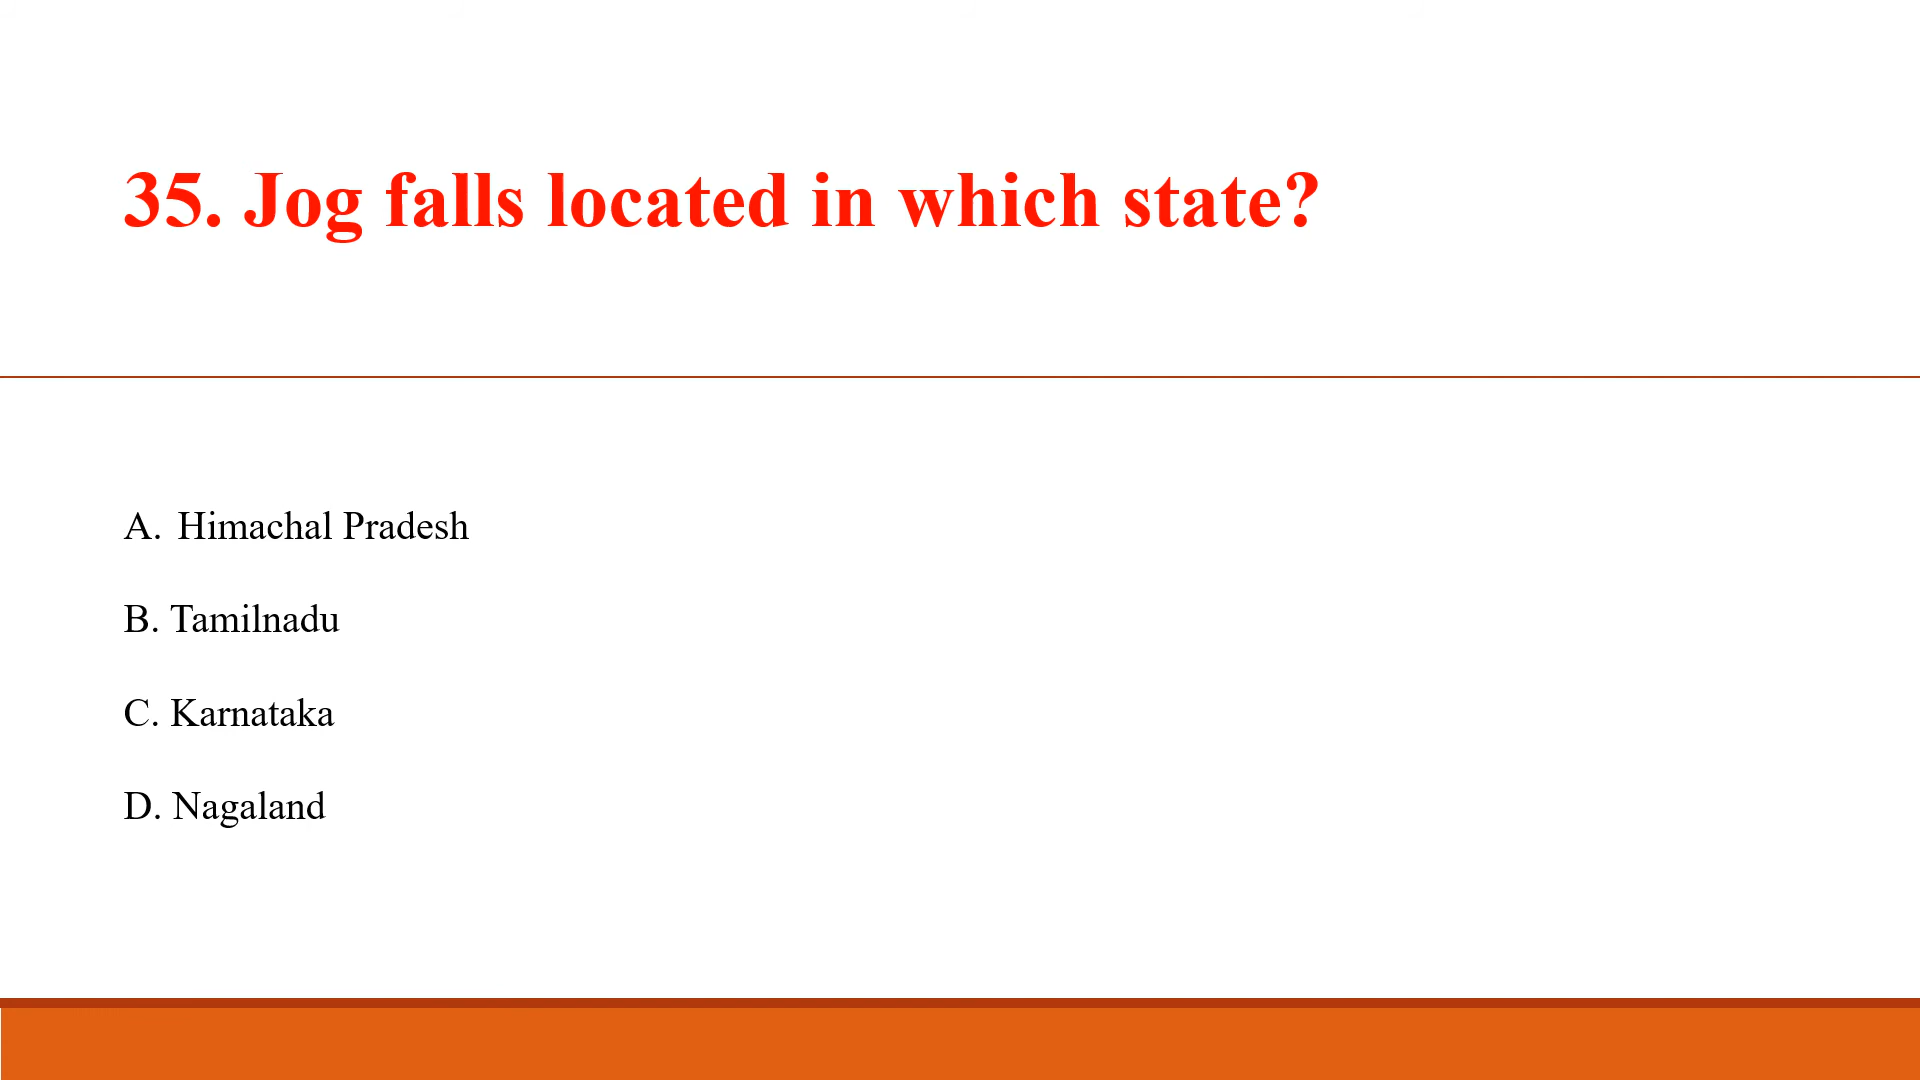 35. Jog falls located in which state?
A. Himachal Pradesh
B. Tamilnadu
C. Karnataka
D. Nagaland